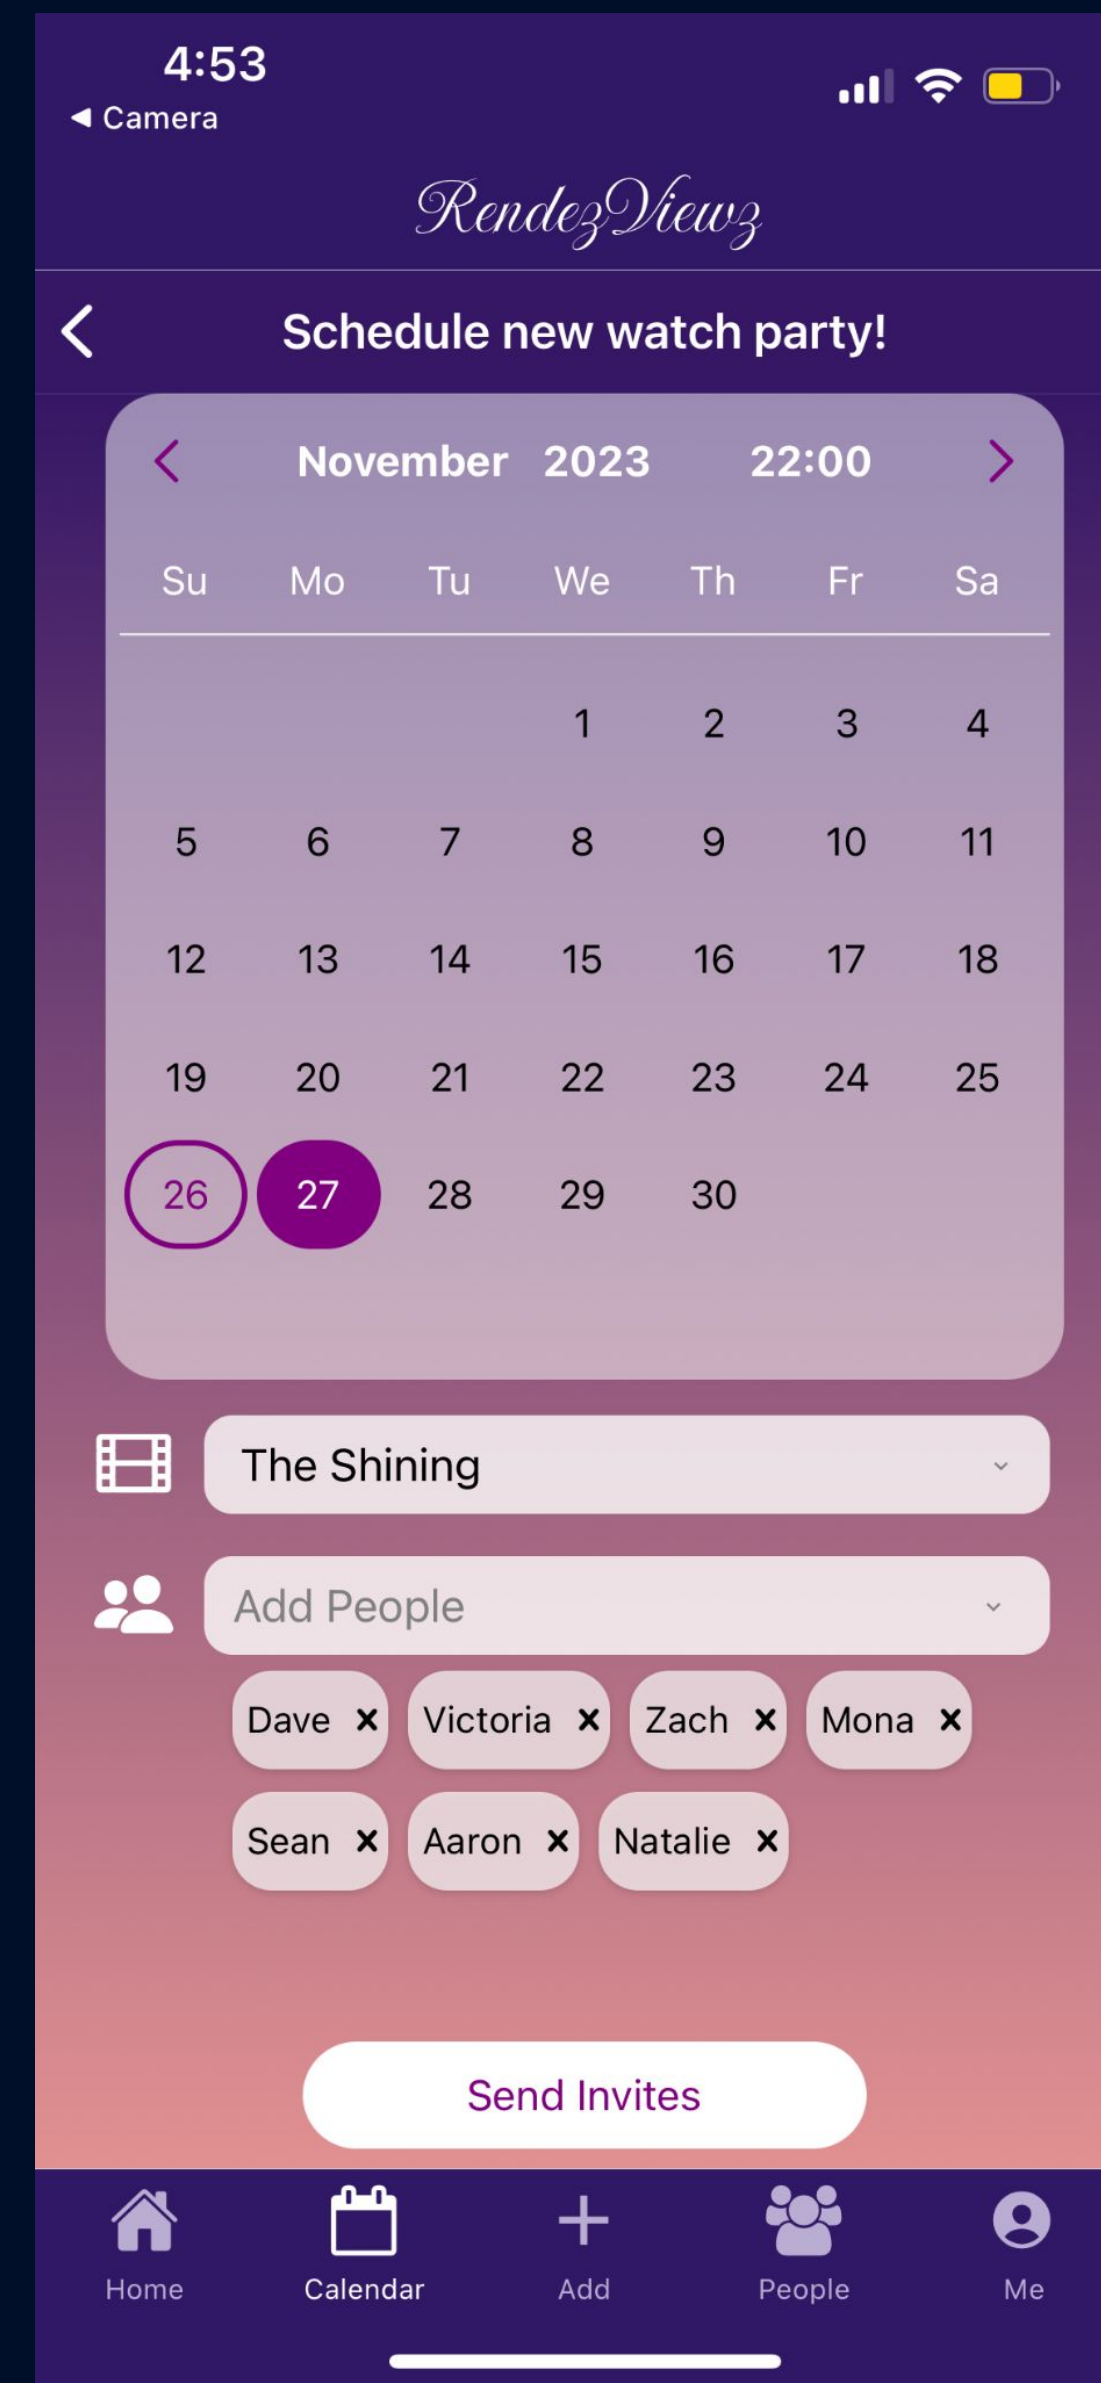 4:53
Camera
RendezViewz
Schedule new watch party!
November 2023 22:00
Su Mo Tu We Th Fr Sa
1 2 3 4
5 6 7 8 9 10 11
12 13 14 15 16 17 18
19 20 21 22 23 24 25
26 27 28 29 30
The Shining
Add People
Dave x Victoria x Zach x Mona x
Sean x Aaron x Natalie x
Send Invites
Home Calendar Add People Me